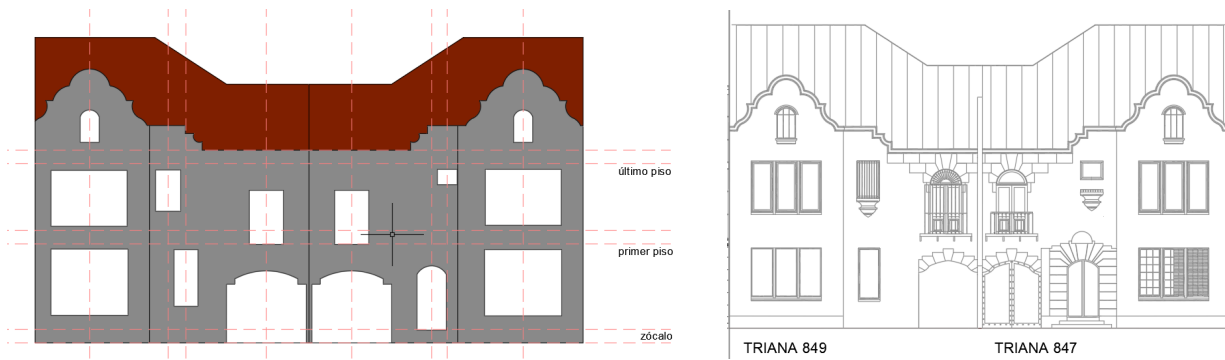 último piso
primer piso
zócalo
TRIANA 849
TRIANA 847